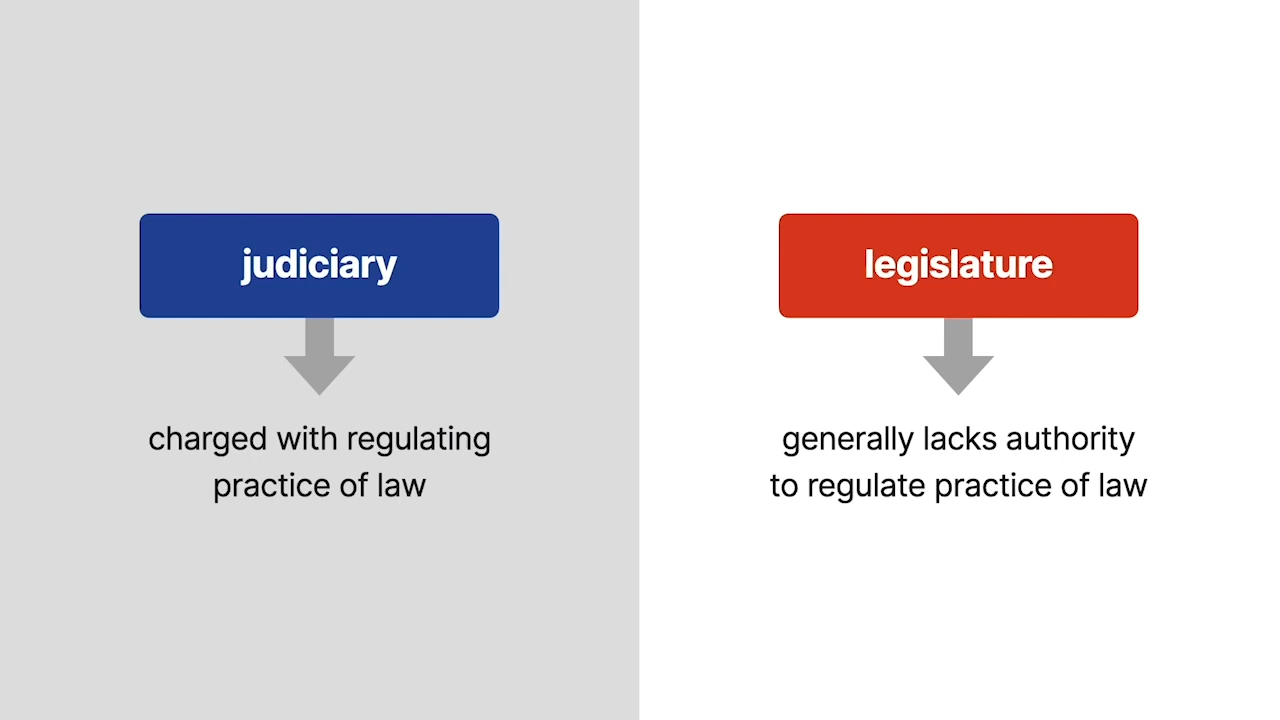 judiciary
charged with regulating
practice of law
legislature
generally lacks authority
to regulate practice of law